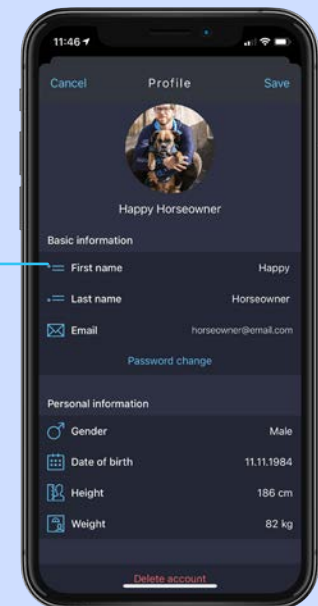 11:46
Cancel Profile Save
Happy Horseowner
Basic information
First name Happy
Last name Horseowner
Email horseowner@email.com
Password change
Personal information
Gender Male
Date of birth 11.11.1984
Height 186 cm
Weight 82 kg
Delete account